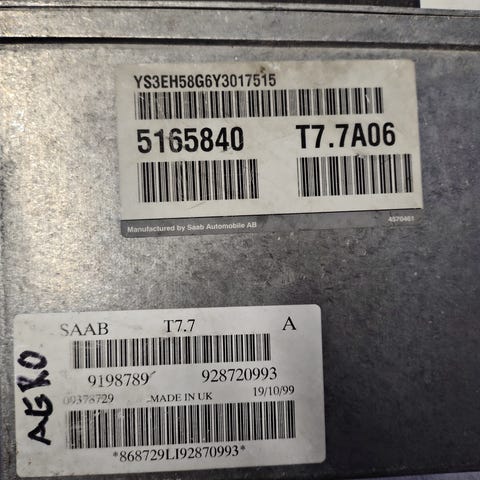 YS3EH58G6Y3017515
5165840 T7.7A06
Manufactured by Saab Automobile AB 4570461
SAAB T7.7 A
9198789 928720993
09378729 MADE IN UK 19/10/99
*868729LI92870993*
AERO